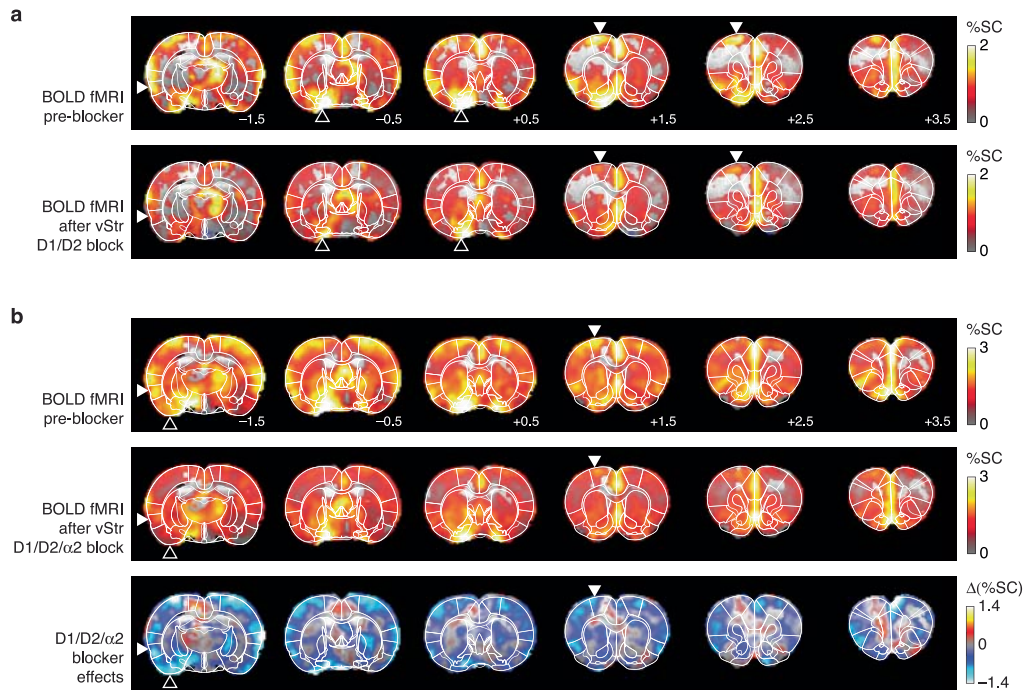 a
%SC
2
0
BOLD fMRI
pre-blocker
−1.5
−0.5
+0.5
+1.5
+2.5
+3.5
%SC
2
0
BOLD fMRI
after vStr
D1/D2 block
b
%SC
3
0
BOLD fMRI
pre-blocker
−1.5
−0.5
+0.5
+1.5
+2.5
+3.5
%SC
3
0
BOLD fMRI
after vStr
D1/D2/α2 block
Δ(%SC)
1.4
0
−1.4
D1/D2/α2
blocker
effects